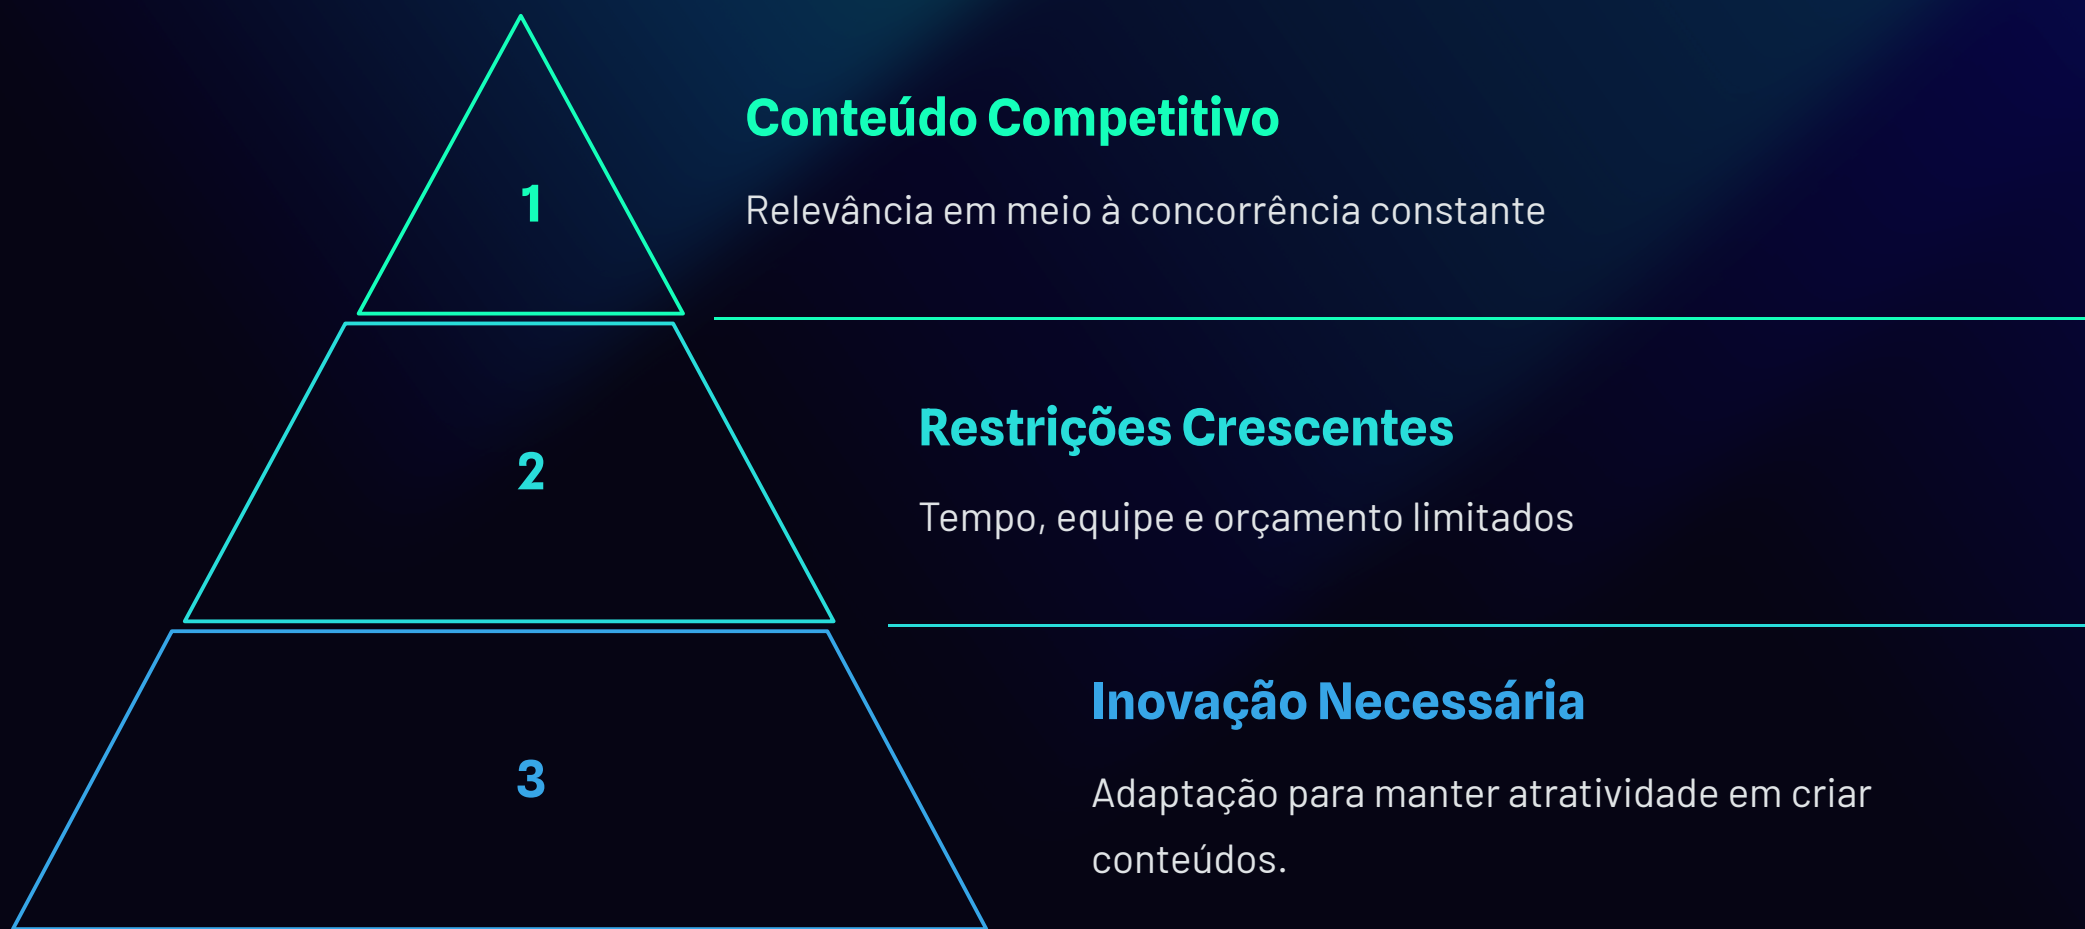 1
Conteúdo Competitivo
Relevância em meio à concorrência constante
2
Restrições Crescentes
Tempo, equipe e orçamento limitados
3
Inovação Necessária
Adaptação para manter atratividade em criar
conteúdos.